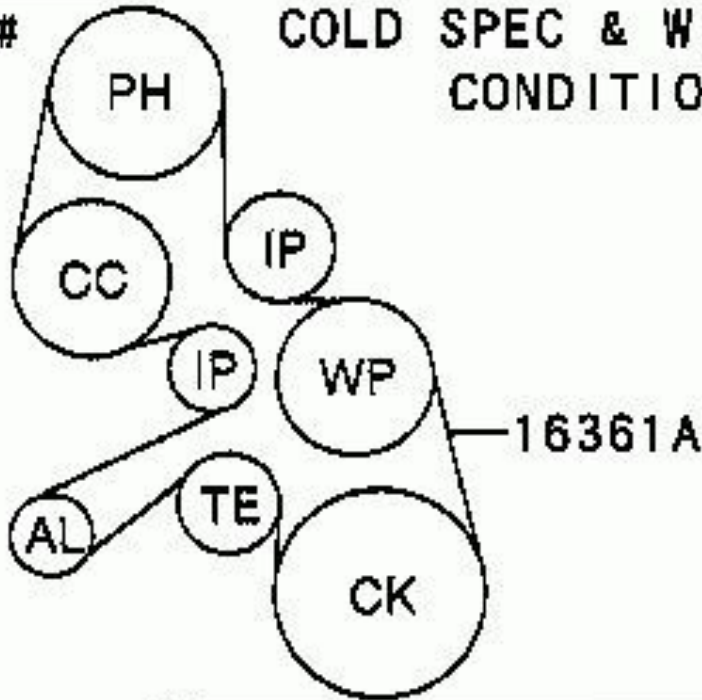 #
COLD SPEC & W
CONDITIO
PH
IP
CC
IP
WP
16361A
TE
AL
CK